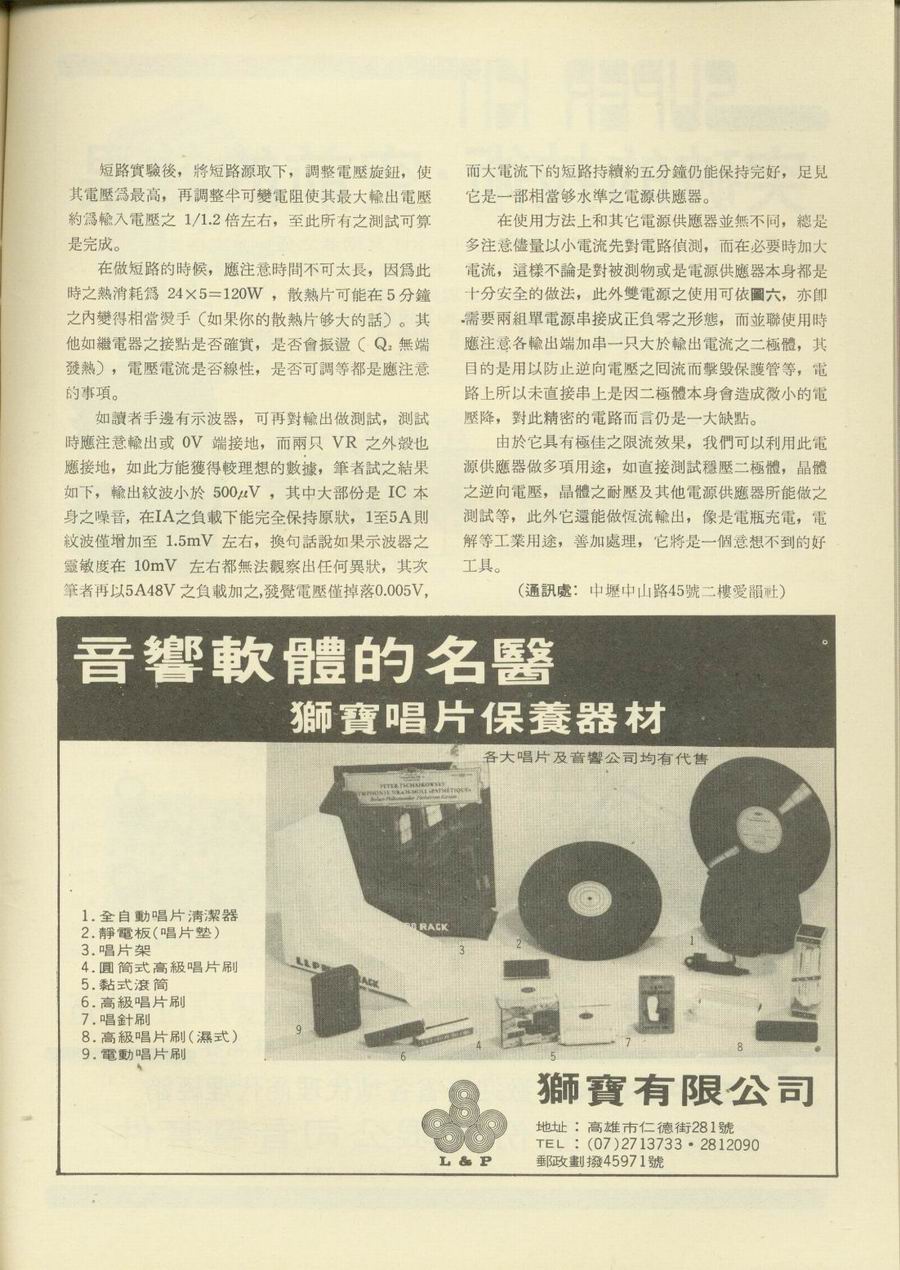 短路實驗後，將短路源取下，調整電壓旋鈕，使
其電壓爲最高，再調整半可變電阻使其最大輸出電壓
約爲輸入電壓之 1/1.2 倍左右，至此所有之測試可算
是完成。
在做短路的時候，應注意時間不可太長，因爲此
時之熱消耗爲 24×5=120W ，散熱片可能在 5 分鐘
之內變得相當燙手（如果你的散熱片够大的話）。其
他如繼電器之接點是否確實，是否會振盪（ Q₂ 無端
發熱），電壓電流是否線性，是否可調等都是應注意
的事項。
如讀者手邊有示波器，可再對輸出做測試，測試
時應注意輸出或 0V 端接地，而兩只 VR 之外殼也
應接地，如此方能獲得較理想的數據，筆者試之結果
如下，輸出紋波小於 500μV ，其中大部份是 IC 本
身之噪音，在IA之負載下能完全保持原狀，1至5A則
紋波僅增加至 1.5mV 左右，換句話說如果示波器之
靈敏度在 10mV 左右都無法觀察出任何異狀，其次
筆者再以5A48V之負載加之,發覺電壓僅掉落0.005V,
而大電流下的短路持續約五分鐘仍能保持完好，足見
它是一部相當够水準之電源供應器。
在使用方法上和其它電源供應器並無不同，總是
多注意儘量以小電流先對電路偵測，而在必要時加大
電流，這樣不論是對被測物或是電源供應器本身都是
十分安全的做法，此外雙電源之使用可依圖六，亦卽
需要兩組單電源串接成正負零之形態，而並聯使用時
應注意各輸出端加串一只大於輸出電流之二極體，其
目的是用以防止逆向電壓之回流而擊毀保護管等，電
路上所以未直接串上是因二極體本身會造成微小的電
壓降，對此精密的電路而言仍是一大缺點。
由於它具有極佳之限流效果，我們可以利用此電
源供應器做多項用途，如直接測試穩壓二極體，晶體
之逆向電壓，晶體之耐壓及其他電源供應器所能做之
測試等，此外它還能做恆流輸出，像是電瓶充電，電
解等工業用途，善加處理，它將是一個意想不到的好
工具。
（通訊處：中壢中山路45號二樓愛韻社）
音響軟體的名醫
獅寶唱片保養器材
各大唱片及音響公司均有代售
PETER TSCHAIKOWSKY
SYMPHONIE NR.6 H-MOLL »PATHÉTIQUE«
Berliner Philharmoniker
1.全自動唱片清潔器
2.靜電板(唱片墊)
3.唱片架
4.圓筒式高級唱片刷
5.黏式滾筒
6.高級唱片刷
7.唱針刷
8.高級唱片刷(濕式)
9.電動唱片刷
RACK
3
2
1
9
6
4
5
7
8
獅寶有限公司
地址：高雄市仁德街281號
TEL：(07)2713733・2812090
郵政劃撥45971號
L & P